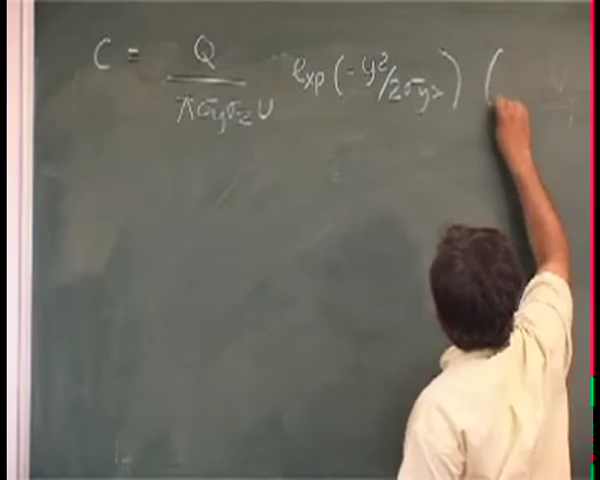 C = Q / πσyσzU exp(-y²/2σy²) (